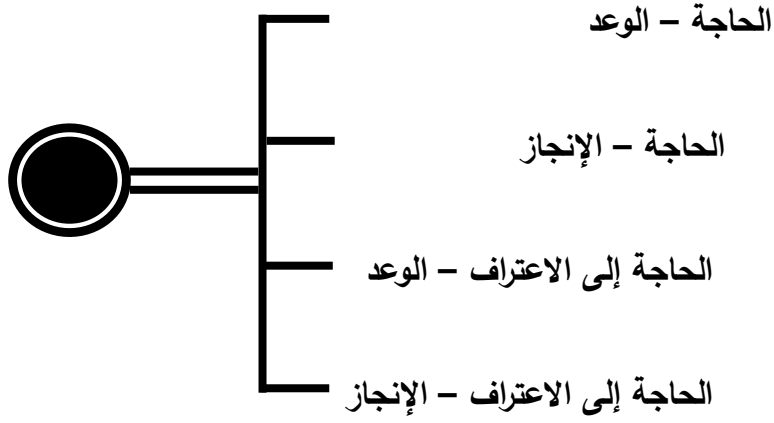 الحاجة – الوعد
الحاجة – الإنجاز
الحاجة إلى الاعتراف – الوعد
الحاجة إلى الاعتراف – الإنجاز